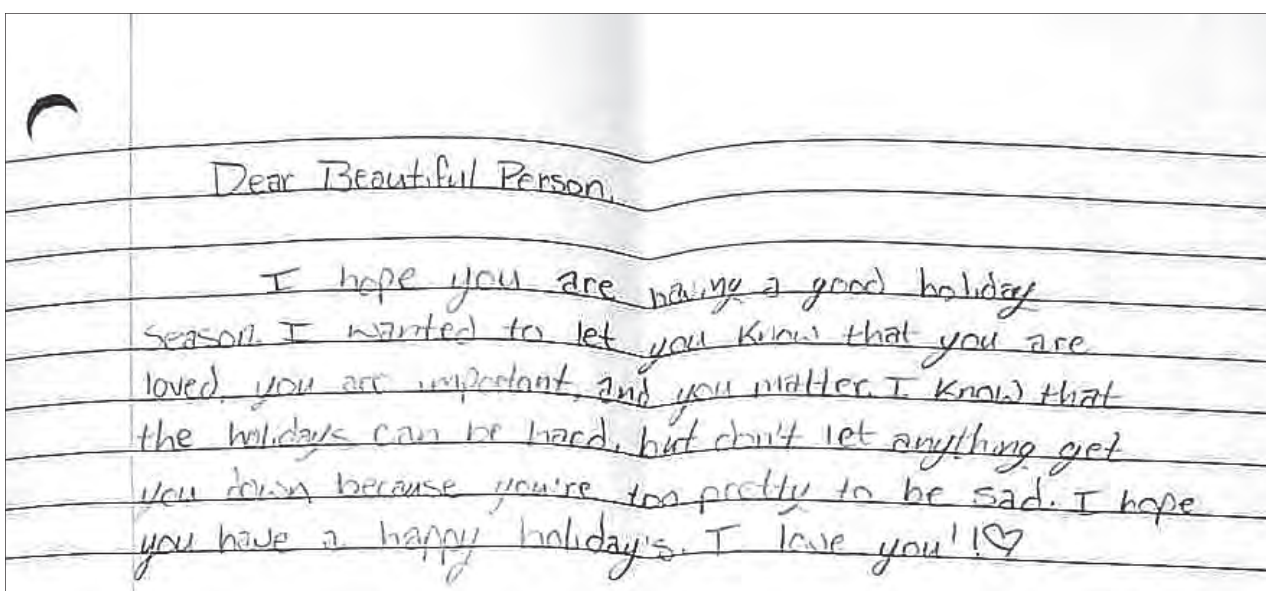 Dear Beautiful Person,
I hope you are having a good holiday
season. I wanted to let you know that you are
loved, you are important, and you matter. I know that
the holidays can be hard, but don't let anything get
you down because you're too pretty to be sad. I hope
you have a happy holiday's. I love you!!♡